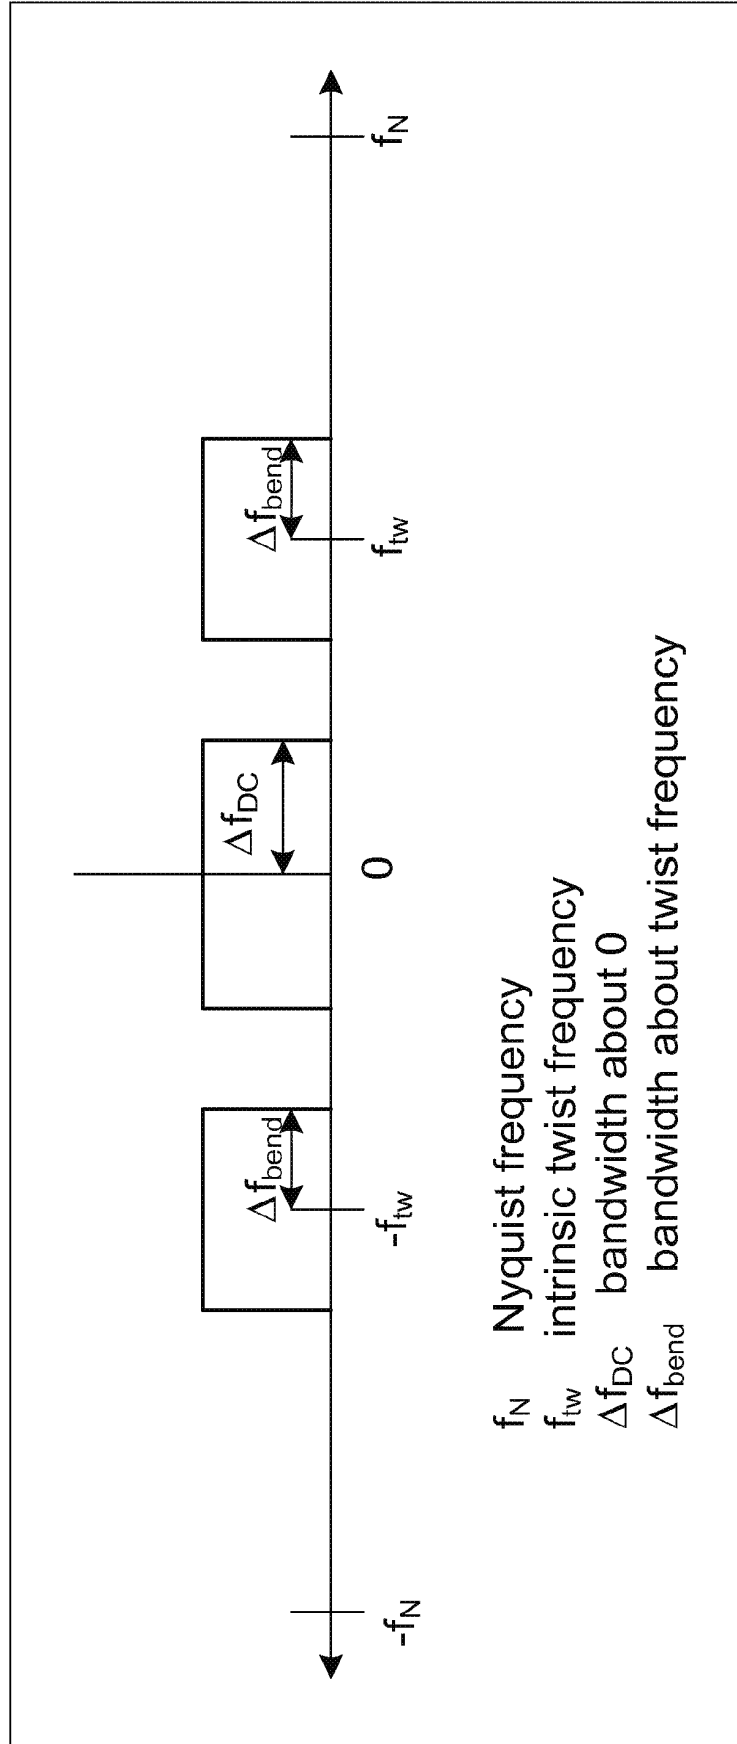 Δf_bend
Δf_DC
Δf_bend
-f_N
-f_tw
0
f_tw
f_N
f_N Nyquist frequency
f_tw intrinsic twist frequency
Δf_DC bandwidth about 0
Δf_bend bandwidth about twist frequency